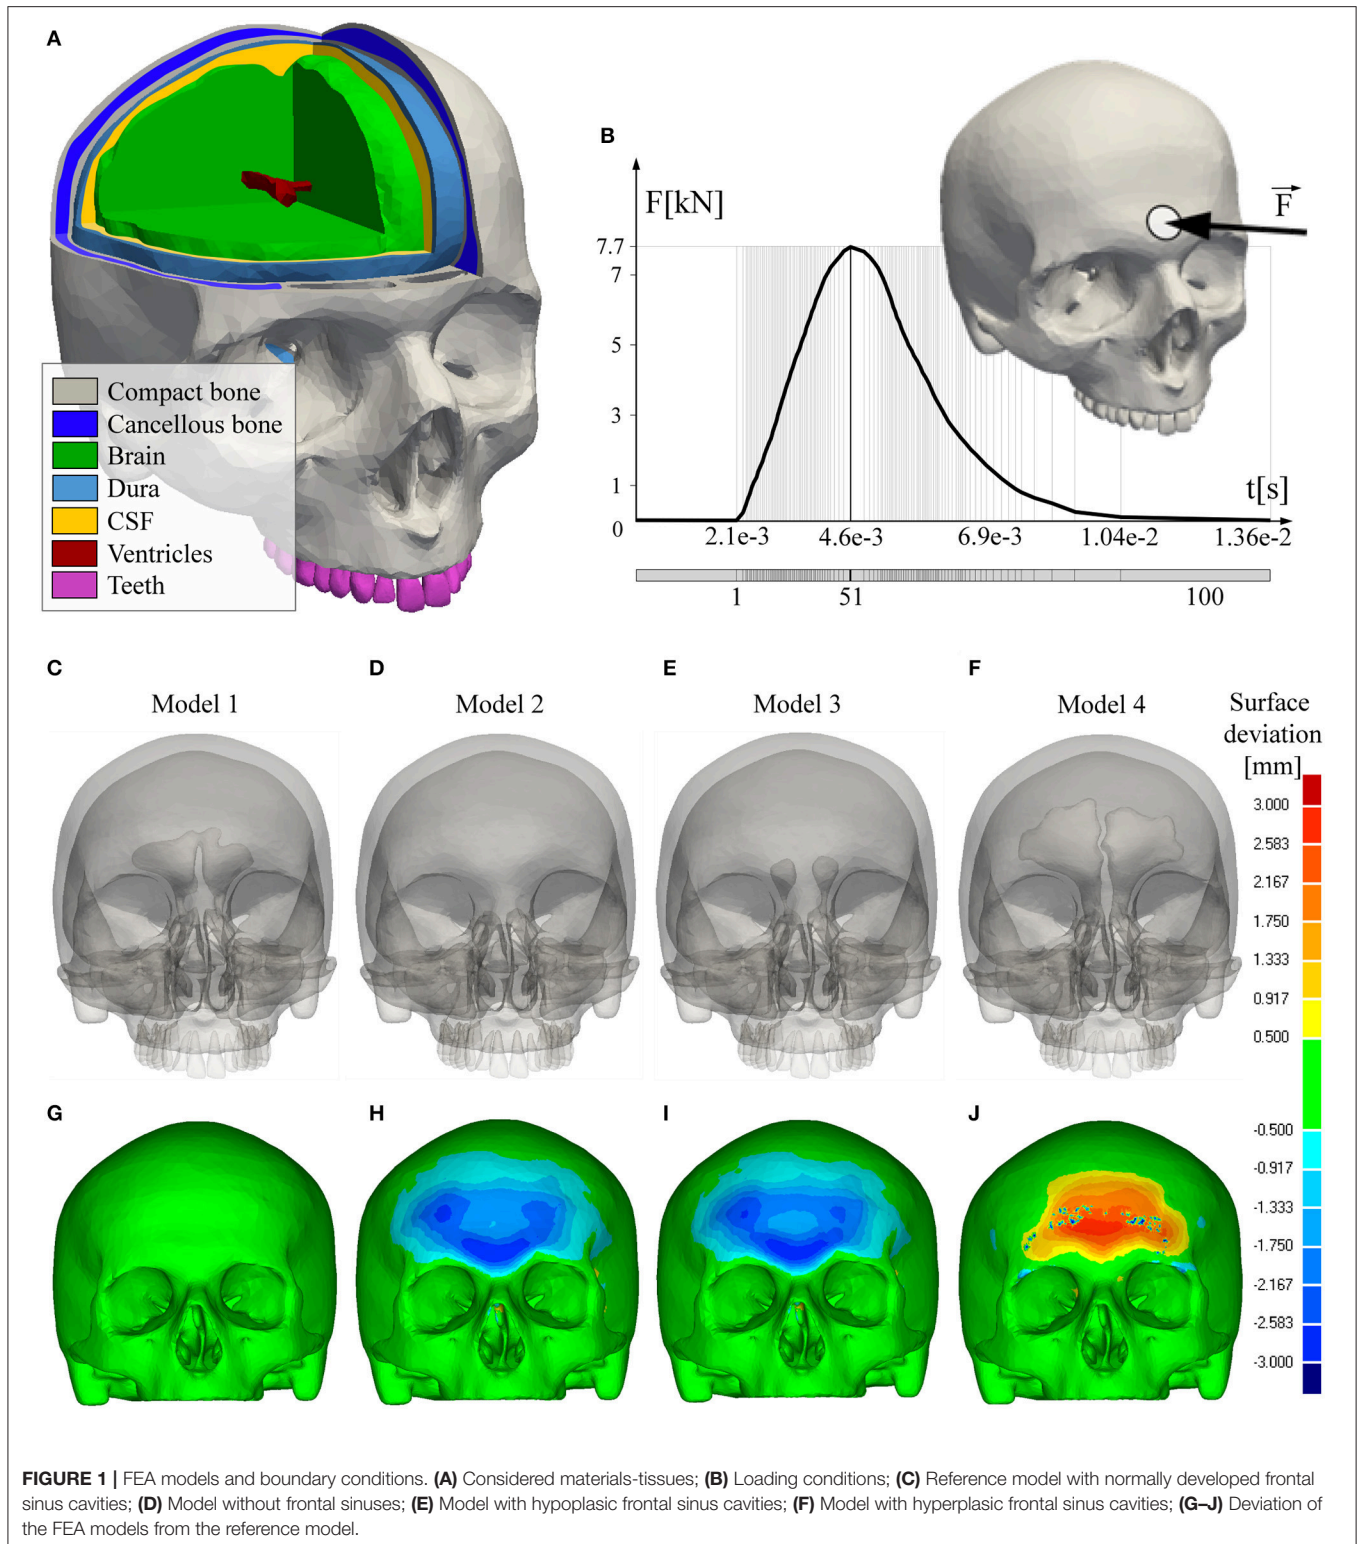 A
Compact bone
Cancellous bone
Brain
Dura
CSF
Ventricles
Teeth
B
F[kN]
7.7
7
5
3
1
0
t[s]
2.1e-3 4.6e-3 6.9e-3 1.04e-2 1.36e-2
1 51 100
F
C D E F
Model 1 Model 2 Model 3 Model 4
Surface
deviation
[mm]
3.000
2.583
2.167
1.750
1.333
0.917
0.500
-0.500
-0.917
-1.333
-1.750
-2.167
-2.583
-3.000
G H I J
FIGURE 1 | FEA models and boundary conditions. (A) Considered materials-tissues; (B) Loading conditions; (C) Reference model with normally developed frontal
sinus cavities; (D) Model without frontal sinuses; (E) Model with hypoplasic frontal sinus cavities; (F) Model with hyperplasic frontal sinus cavities; (G–J) Deviation of
the FEA models from the reference model.